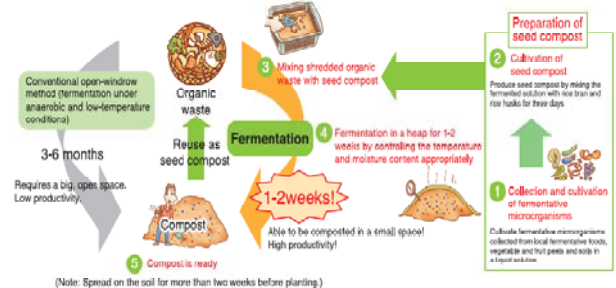 Preparation of
seed compost
2 Cultivation of
seed compost
Produce seed compost by mixing the
fermented solution with rice bran and
rice husks for three days
1 Collection and cultivation
of fermentative
microrganisms
Cultivate fermentative microorganisms
collected from local fermentative foods,
vegetable and fruit peels and soils in
a liquid solution
3 Mixing shredded organic
waste with seed compost
Organic
waste
Conventional open-windrow
method (fermentation under
anaerobic and low-temperature
conditions)
3-6 months
Requires a big, open space.
Low productivity.
Reuse as
seed compost
Fermentation
4 Fermentation in a heap for 1-2
weeks by controlling the temperature
and moisture content appropriately
1-2weeks!
Able to be composted in a small space!
High productivity!
Compost
5 Compost is ready
(Note: Spread on the soil for more than two weeks before planting.)